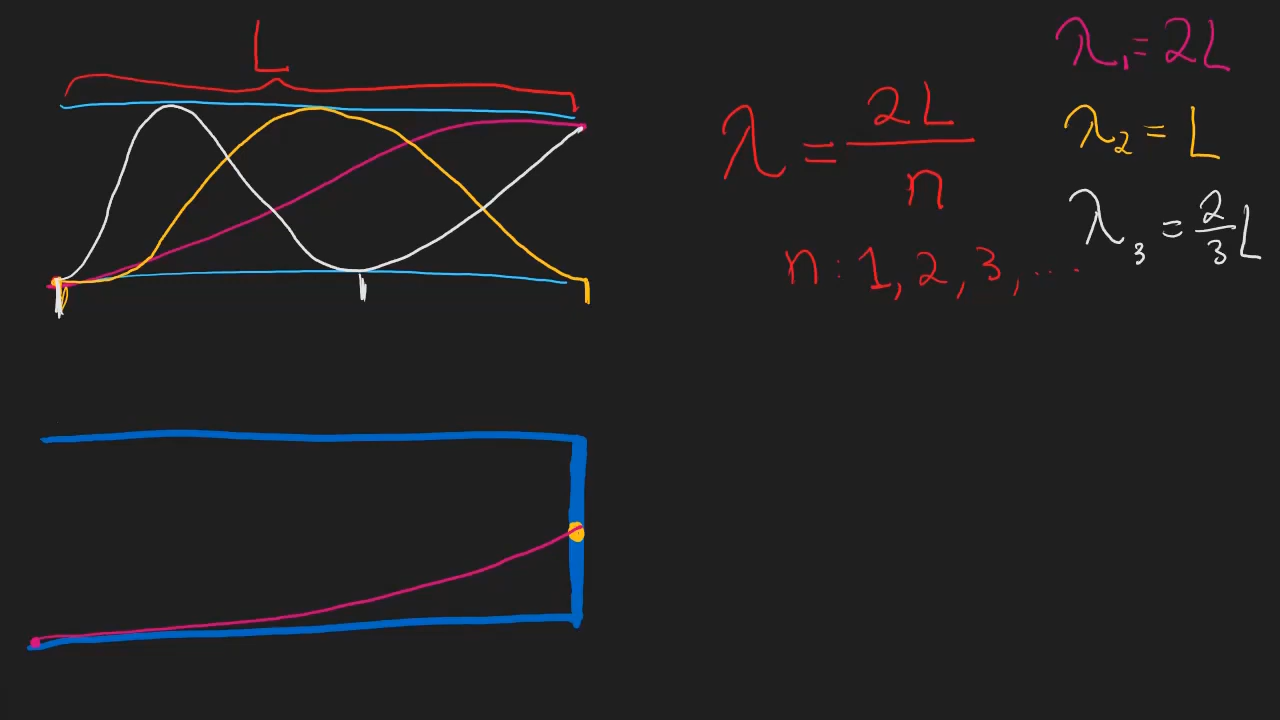 L
λ = 2L/n
n: 1, 2, 3, ...
λ₁ = 2L
λ₂ = L
λ₃ = 2/3 L